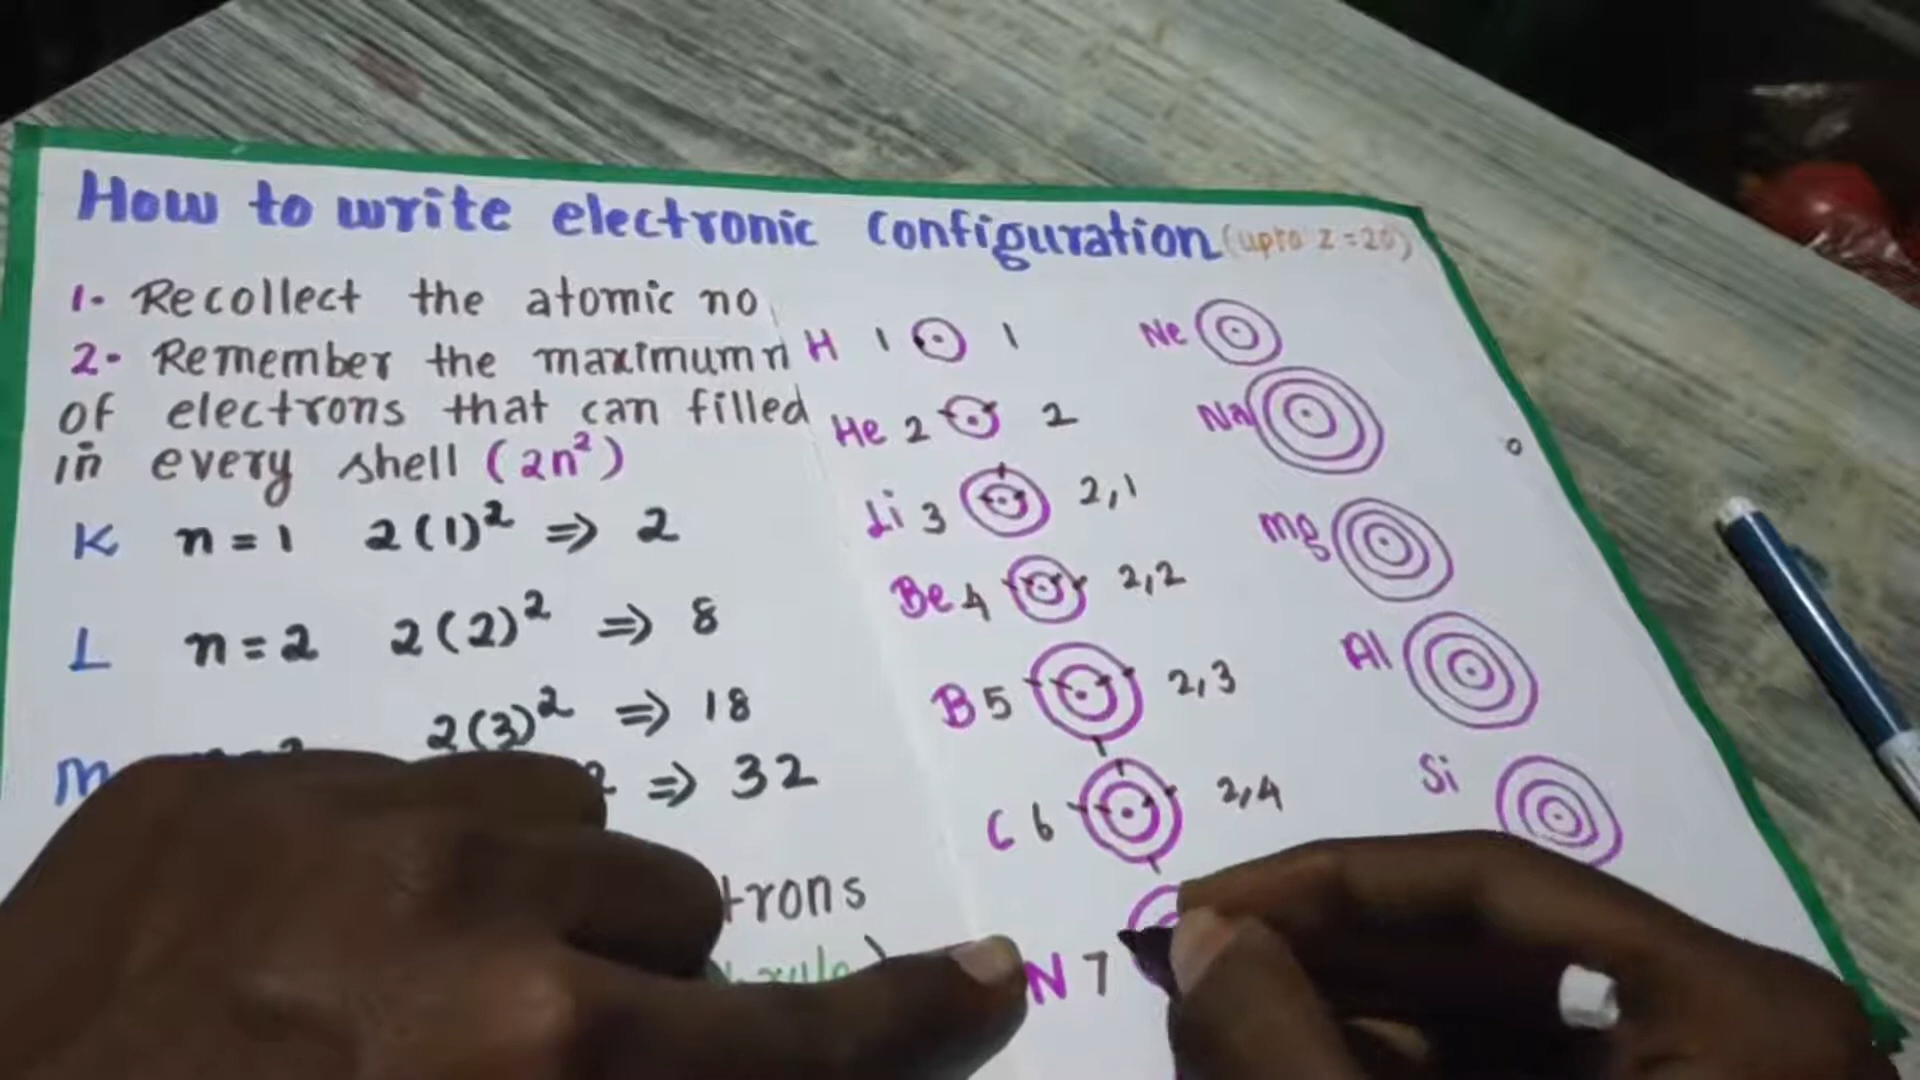 How to write electronic configuration (upto Z=20)
1. Recollect the atomic no
2. Remember the maximum n
of electrons that can filled
in every shell (2n²)
K n=1 2(1)² ⇒ 2
L n=2 2(2)² ⇒ 8
M 2(3)² ⇒ 18
⇒ 32
H 1 1
He 2 2
Li 3 2,1
Be 4 2,2
B 5 2,3
C 6 2,4
N 7
Ne
Na
Mg
Al
Si